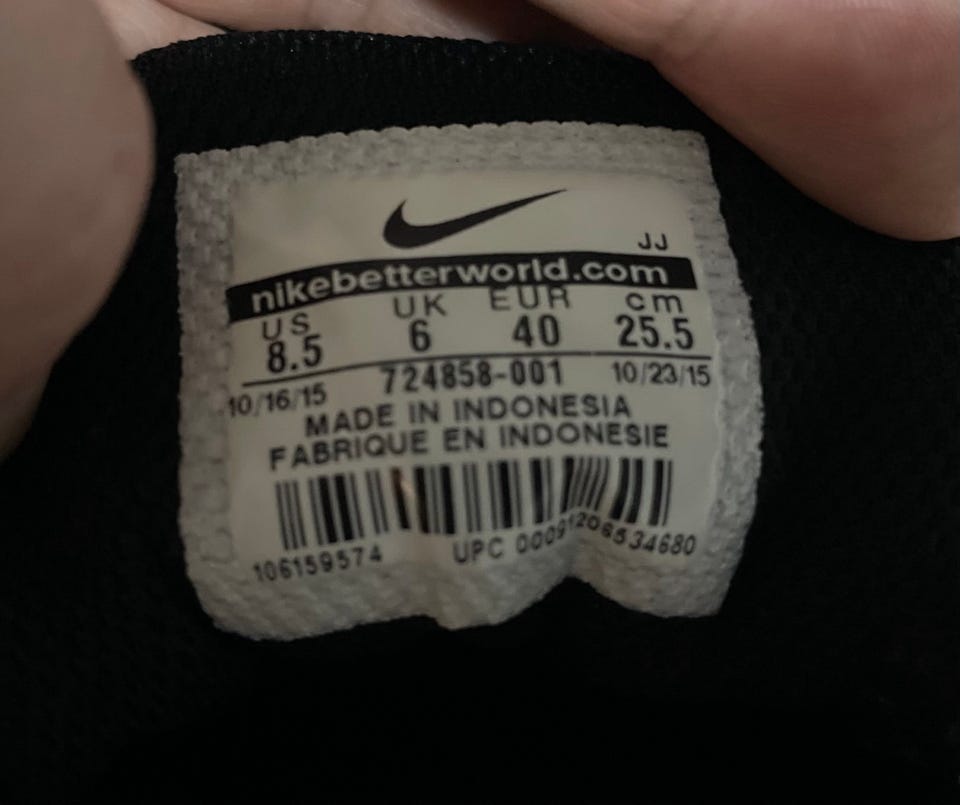 JJ
nikebetterworld.com
US UK EUR cm
8.5 6 40 25.5
10/16/15 724858-001 10/23/15
MADE IN INDONESIA
FABRIQUE EN INDONESIE
106159574 UPC 00091206534680